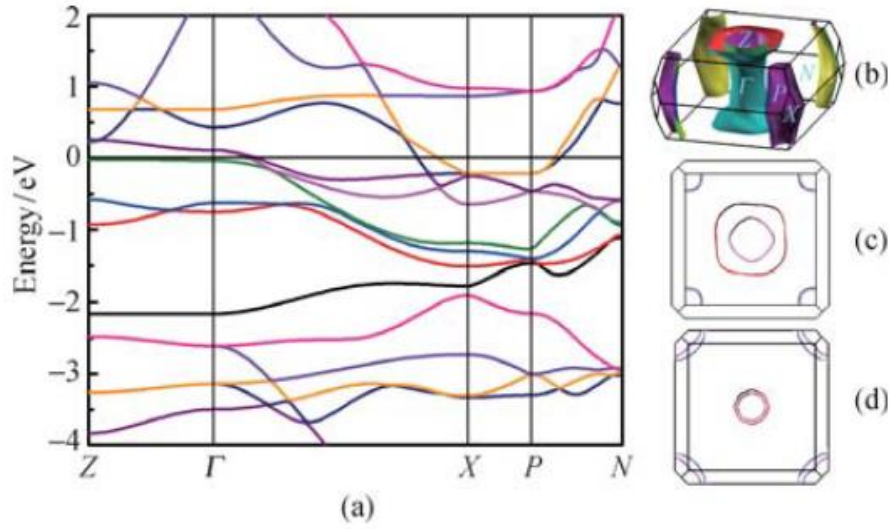 2
1
0
−1
−2
−3
−4
Energy/eV
Z
Γ
X
P
N
(a)
Z
Γ
P
X
N
(b)
(c)
(d)